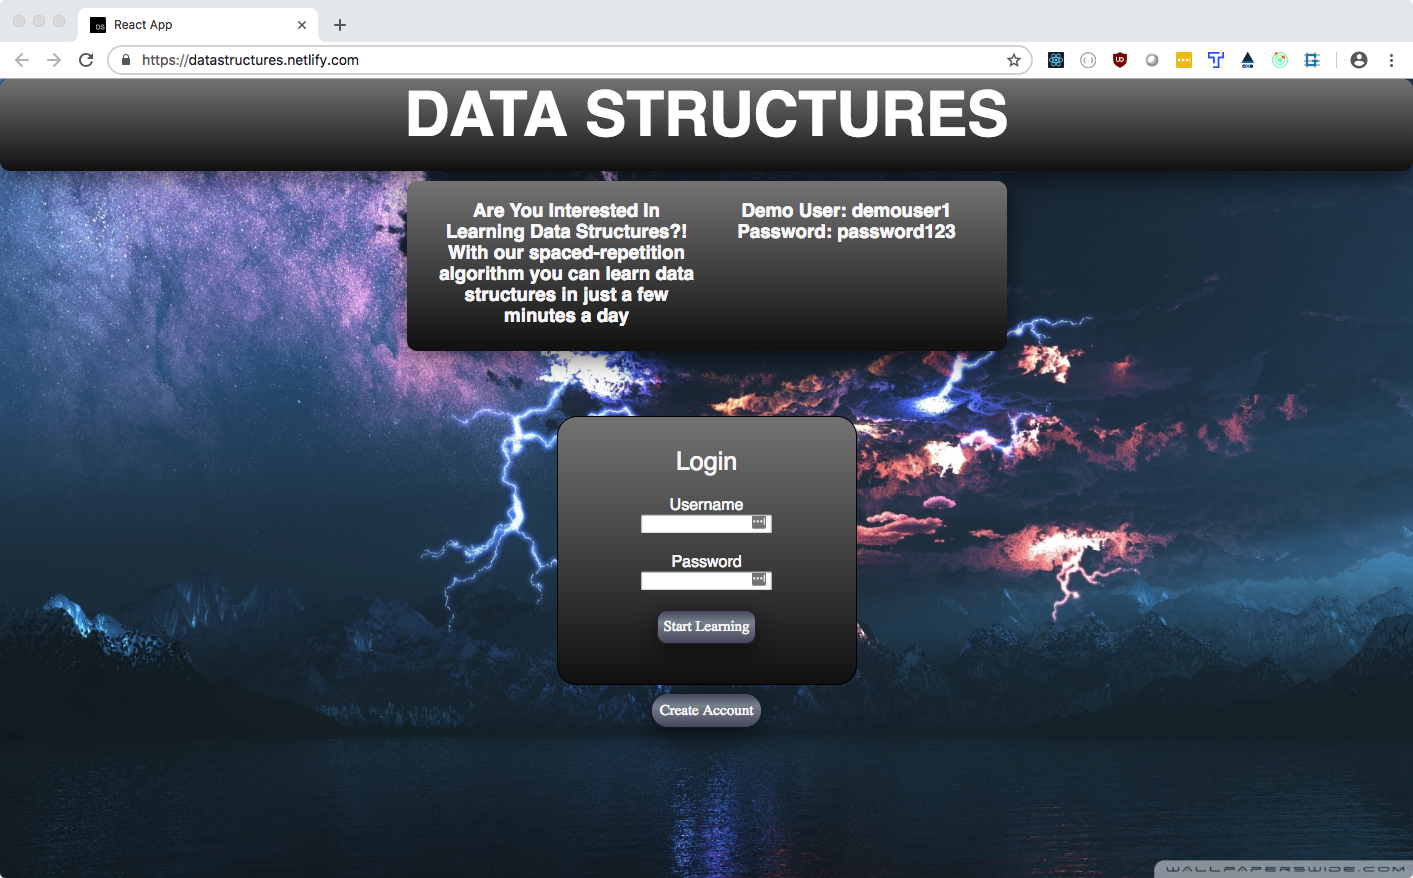 DS
React App
https://datastructures.netlify.com
DATA STRUCTURES
Are You Interested In
Learning Data Structures?!
With our spaced-repetition
algorithm you can learn data
structures in just a few
minutes a day
Demo User: demouser1
Password: password123
Login
Username
Password
Start Learning
Create Account
WALLPAPERSWIDE.COM